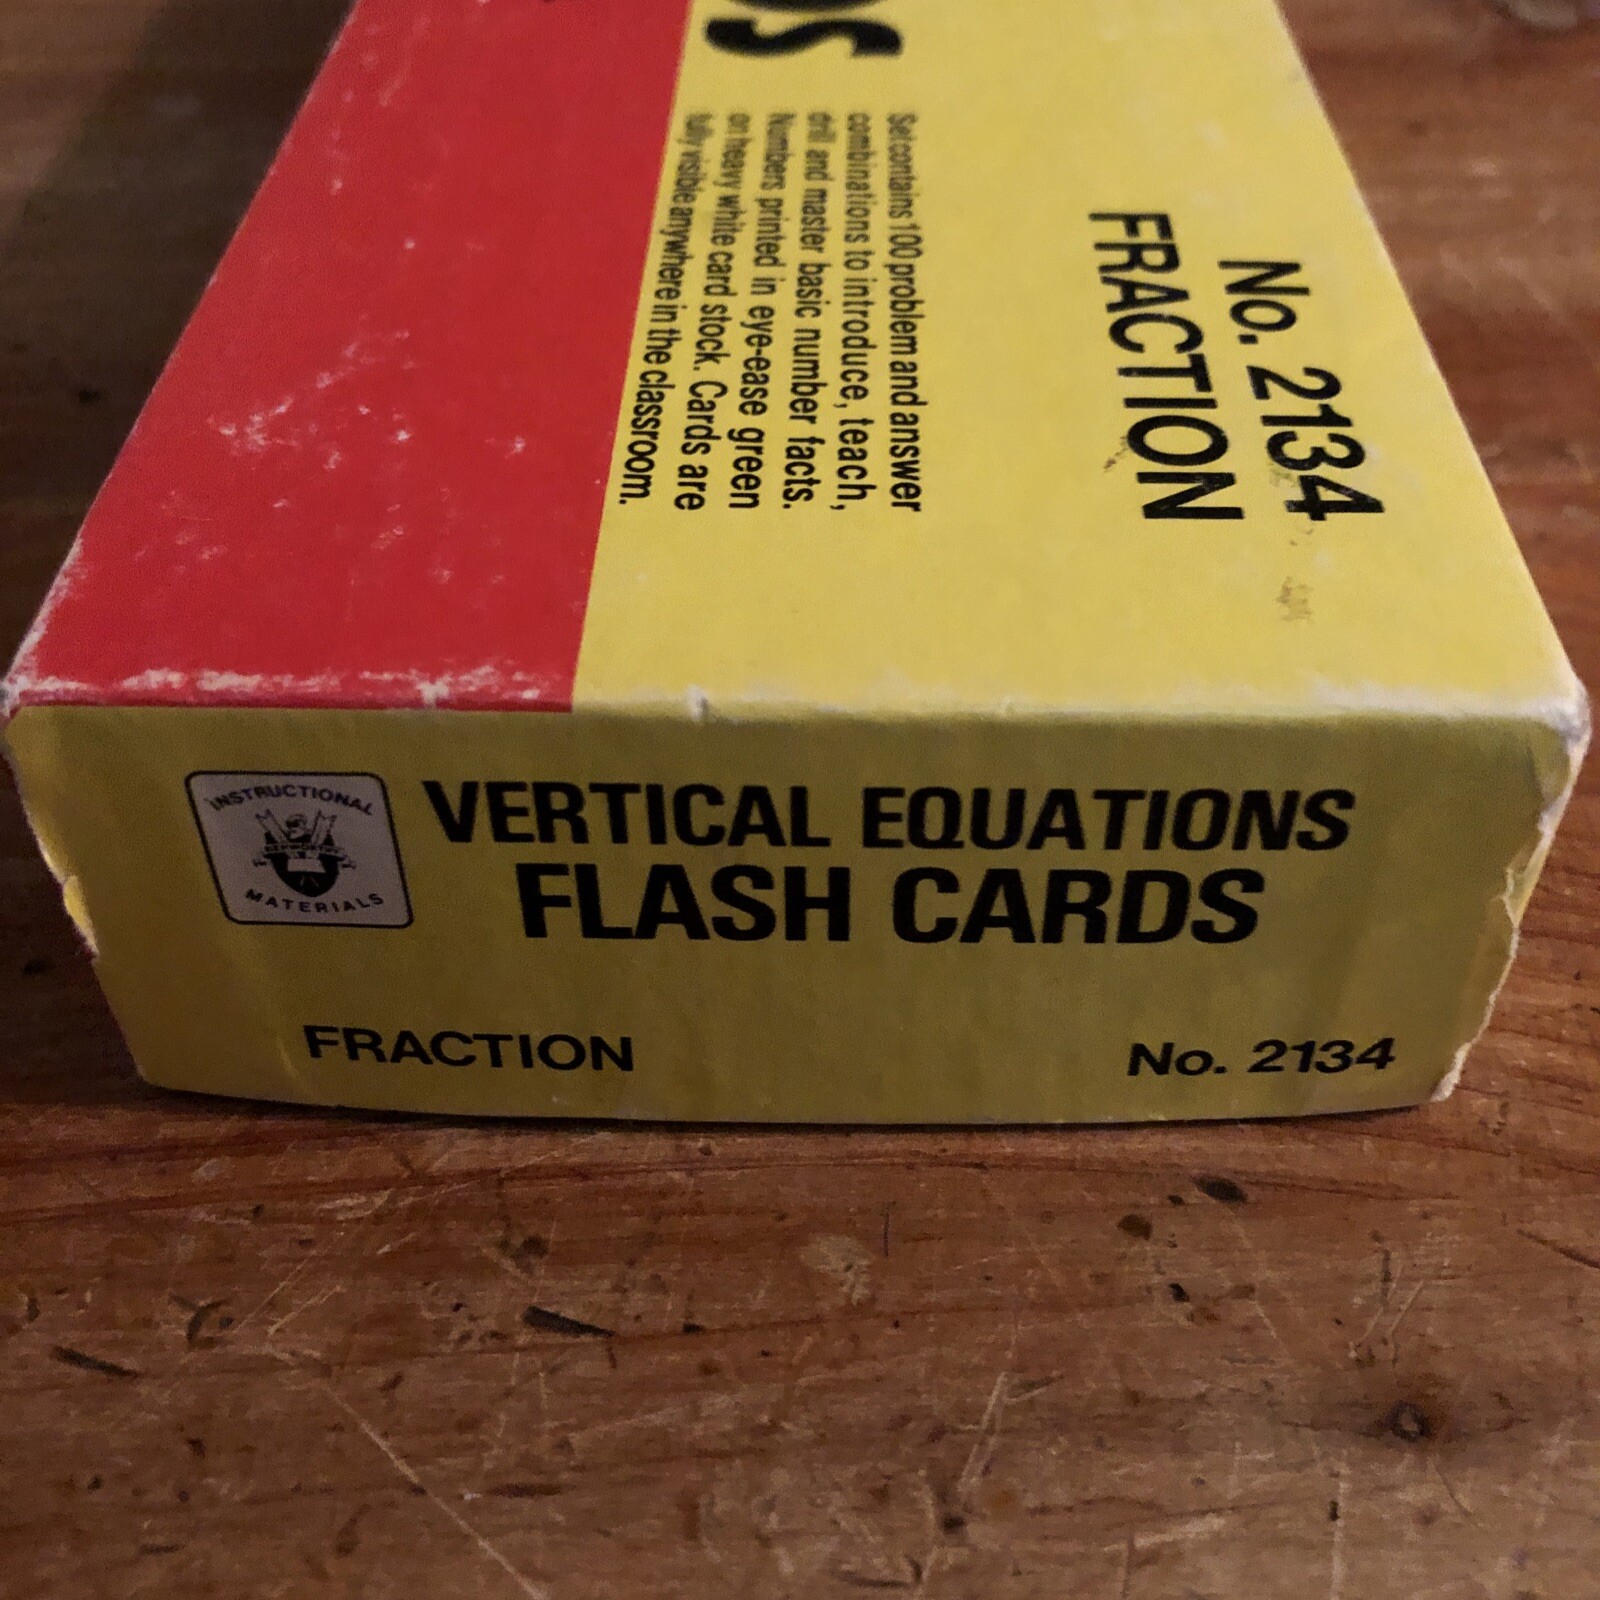 No. 2134
FRACTION
Set contains 100 problem and answer
combinations to introduce, teach,
drill and master basic number facts.
Numbers printed in eye-ease green
on heavy white card stock. Cards are
fully visible anywhere in the classroom.
DS
INSTRUCTIONAL
MATERIALS
VERTICAL EQUATIONS
FLASH CARDS
FRACTION
No. 2134